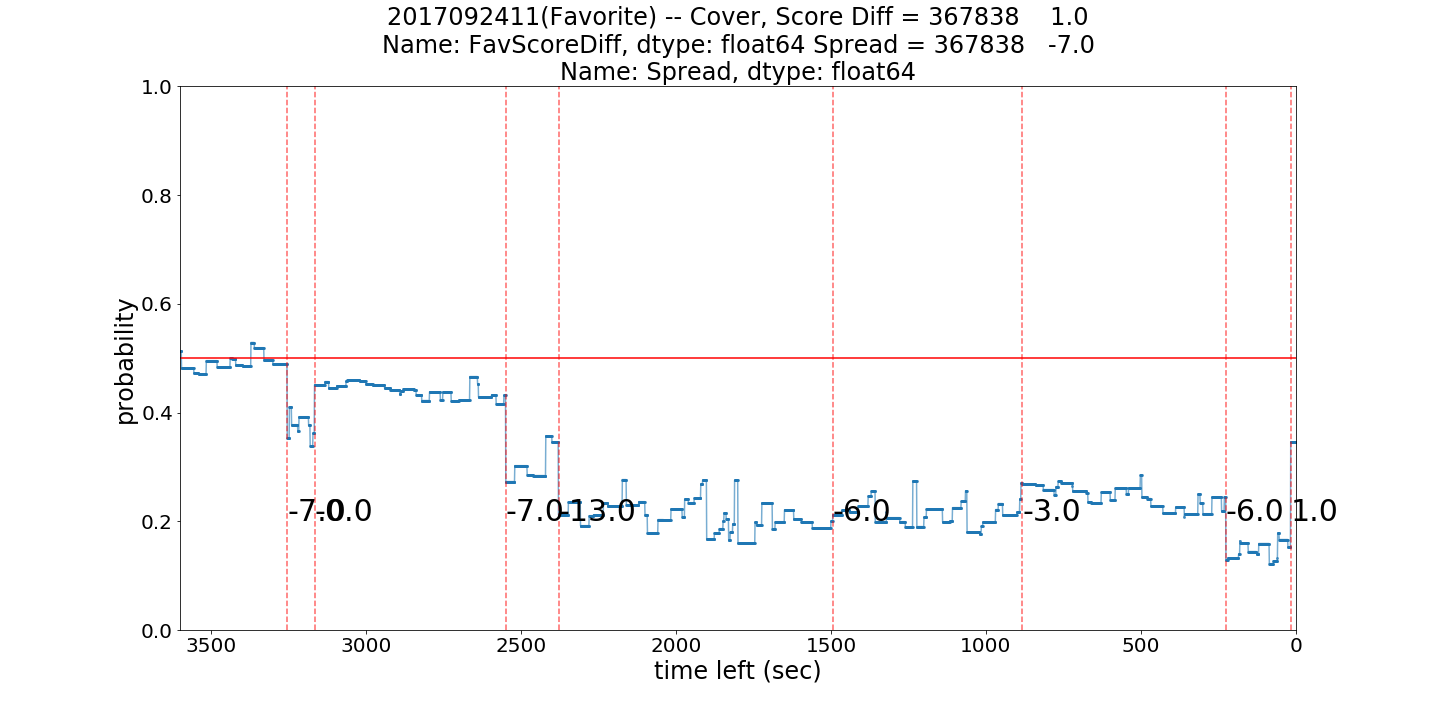 2017092411(Favorite) -- Cover, Score Diff = 367838    1.0
Name: FavScoreDiff, dtype: float64 Spread = 367838   -7.0
Name: Spread, dtype: float64
1.0
0.8
0.6
0.4
0.2
0.0
probability
-7.0
-0.0
-7.0
-13.0
-6.0
-3.0
-6.0
1.0
3500 3000 2500 2000 1500 1000 500 0
time left (sec)